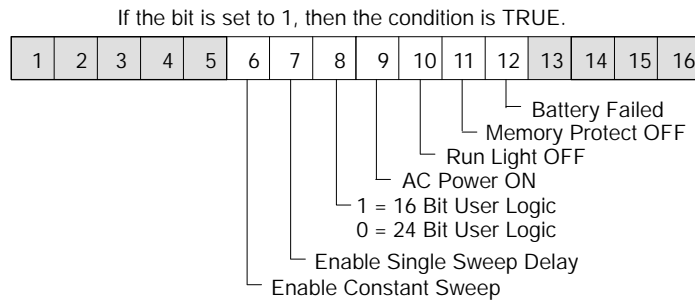 If the bit is set to 1, then the condition is TRUE.
1 2 3 4 5 6 7 8 9 10 11 12 13 14 15 16
Battery Failed
Memory Protect OFF
Run Light OFF
AC Power ON
1 = 16 Bit User Logic
0 = 24 Bit User Logic
Enable Single Sweep Delay
Enable Constant Sweep